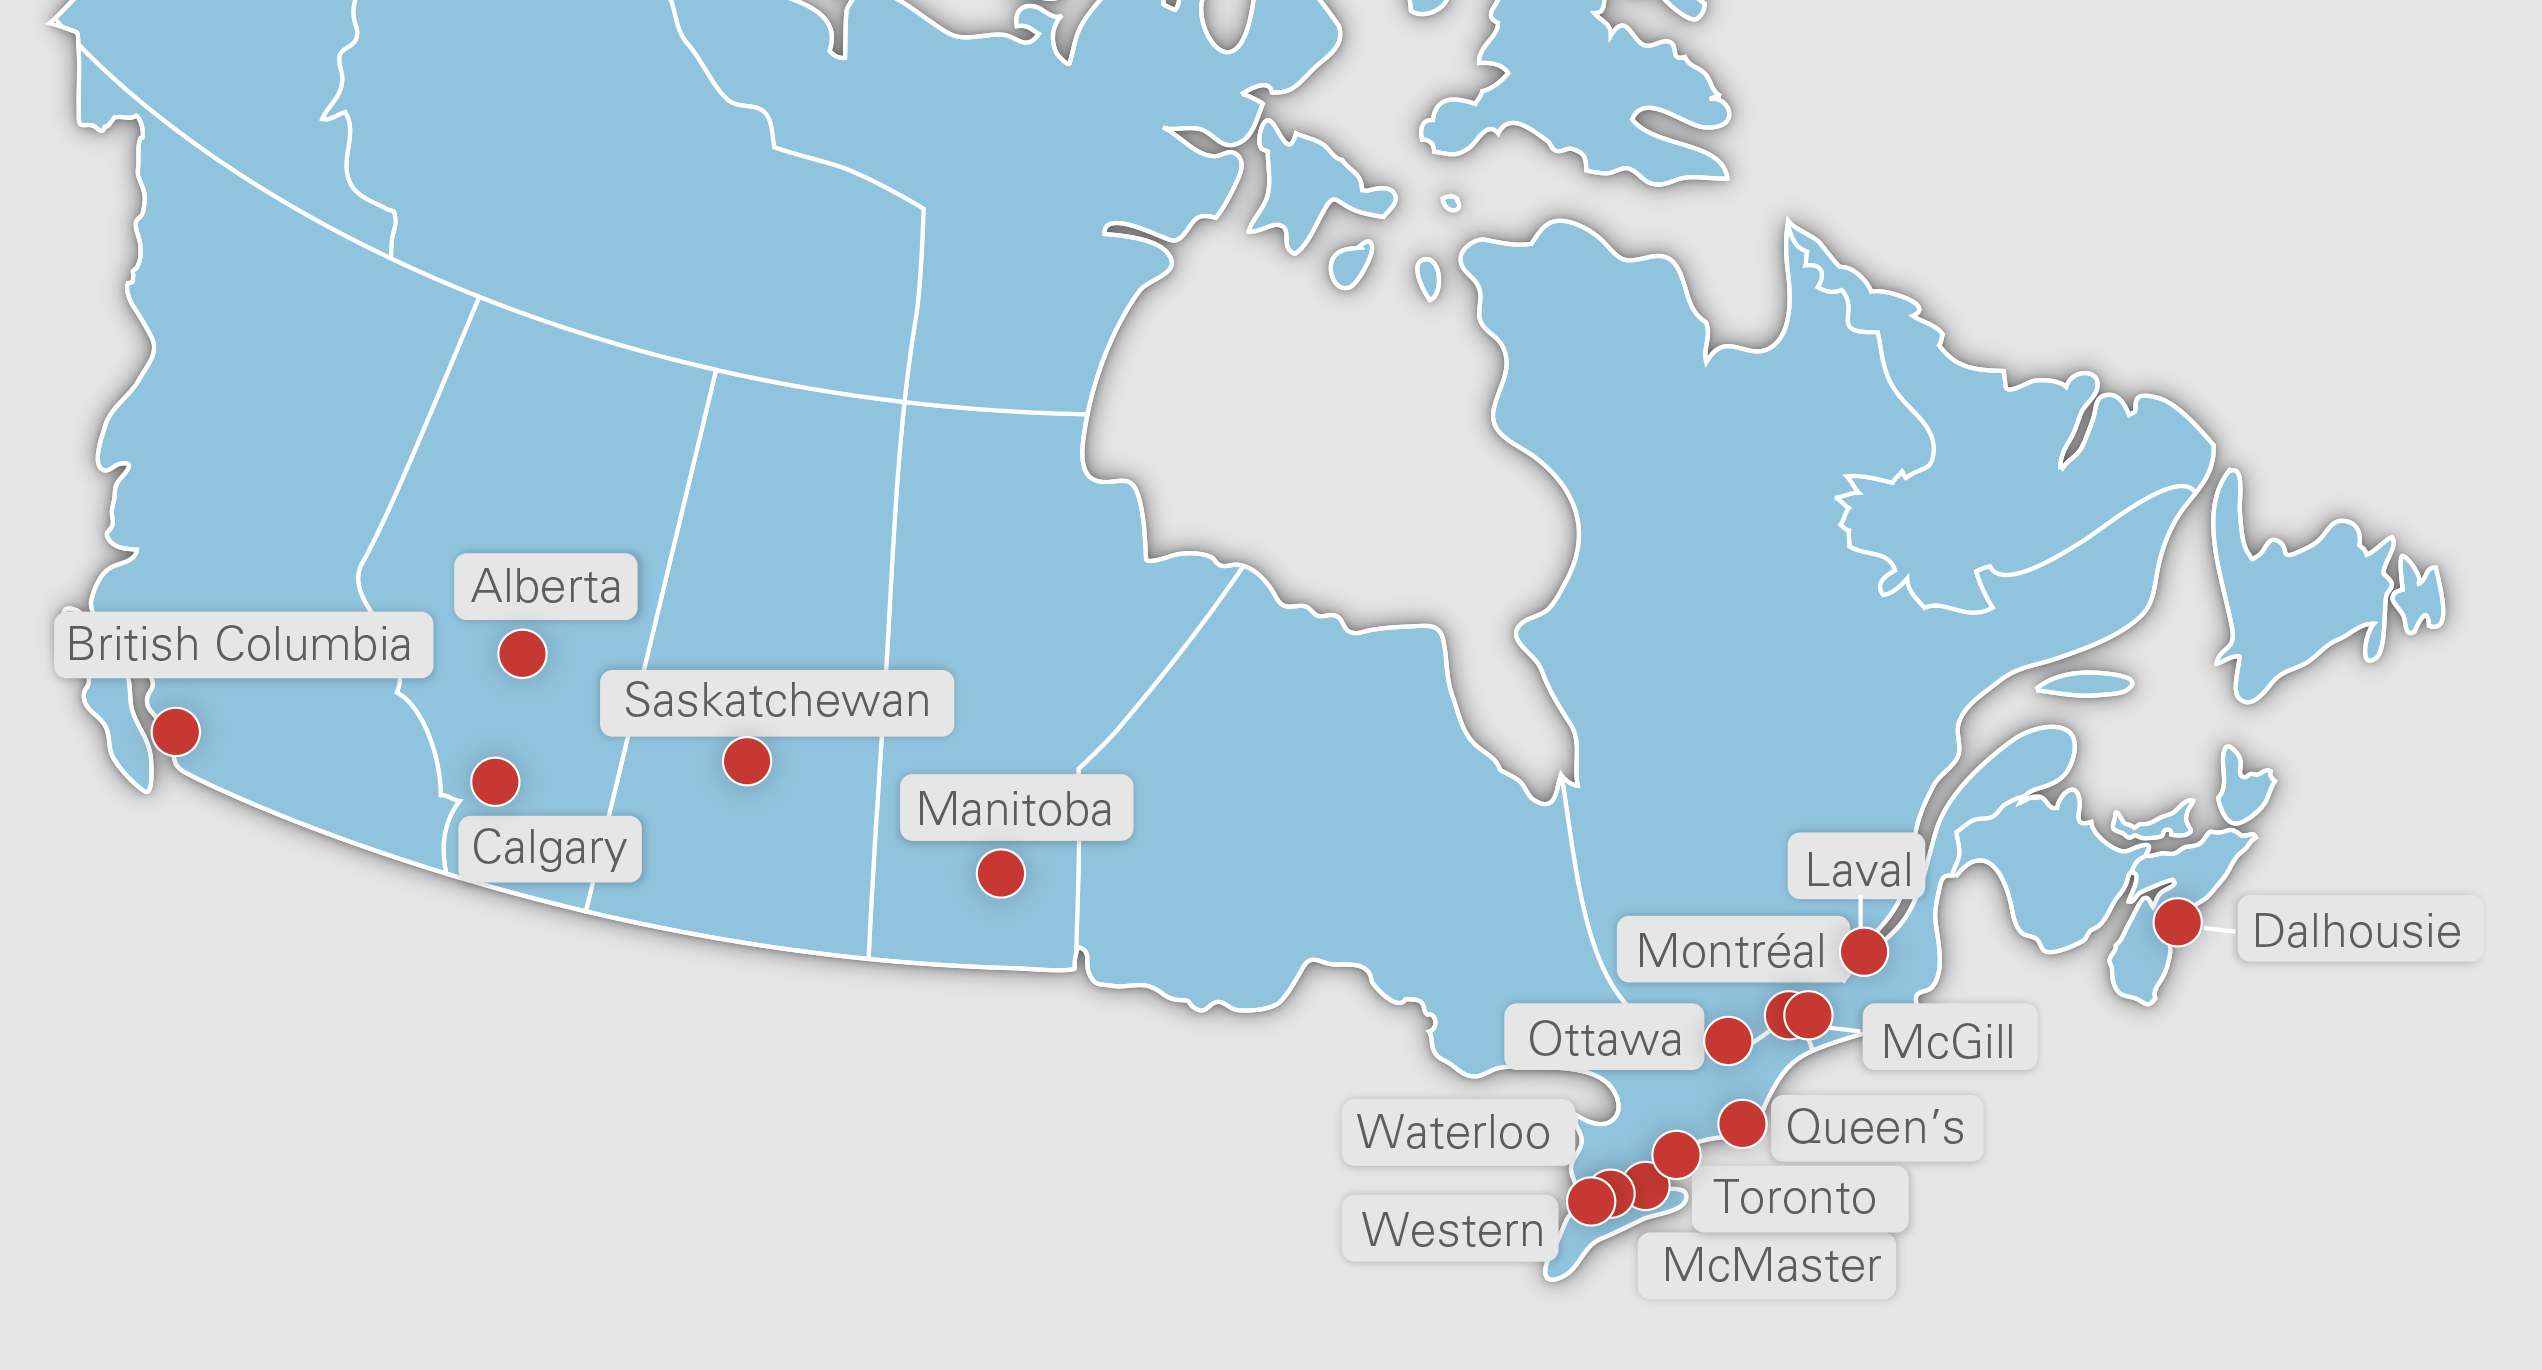 Alberta
British Columbia
Saskatchewan
Manitoba
Calgary
Laval
Montréal
Dalhousie
Ottawa
McGill
Waterloo
Queen’s
Toronto
Western
McMaster